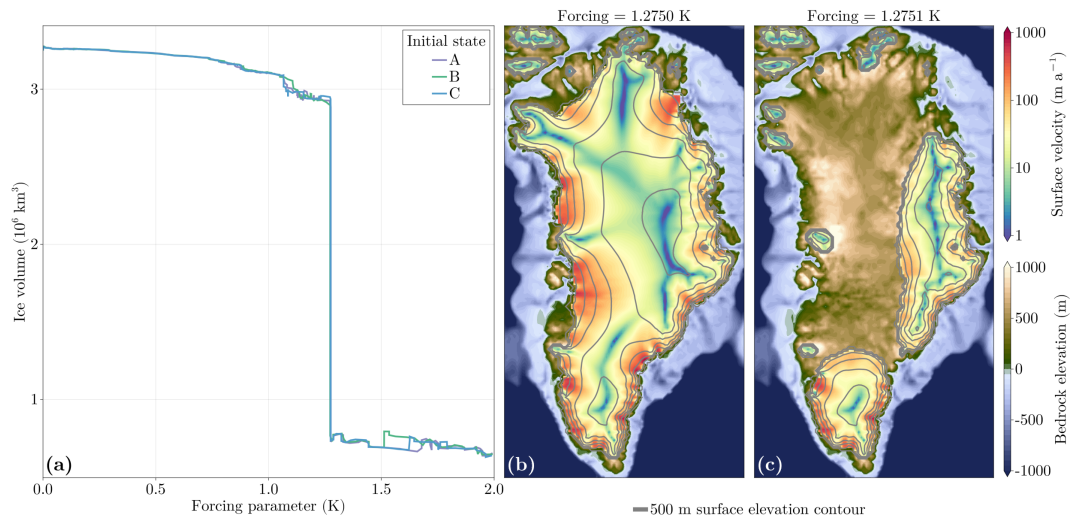 Forcing = 1.2750 K
Forcing = 1.2751 K
Initial state
A
B
C
3
2
1
Ice volume (10⁶ km³)
0.0
0.5
1.0
1.5
2.0
Forcing parameter (K)
(a)
(b)
(c)
1000
100
10
1
Surface velocity (m a⁻¹)
1000
500
0
-500
-1000
Bedrock elevation (m)
500 m surface elevation contour